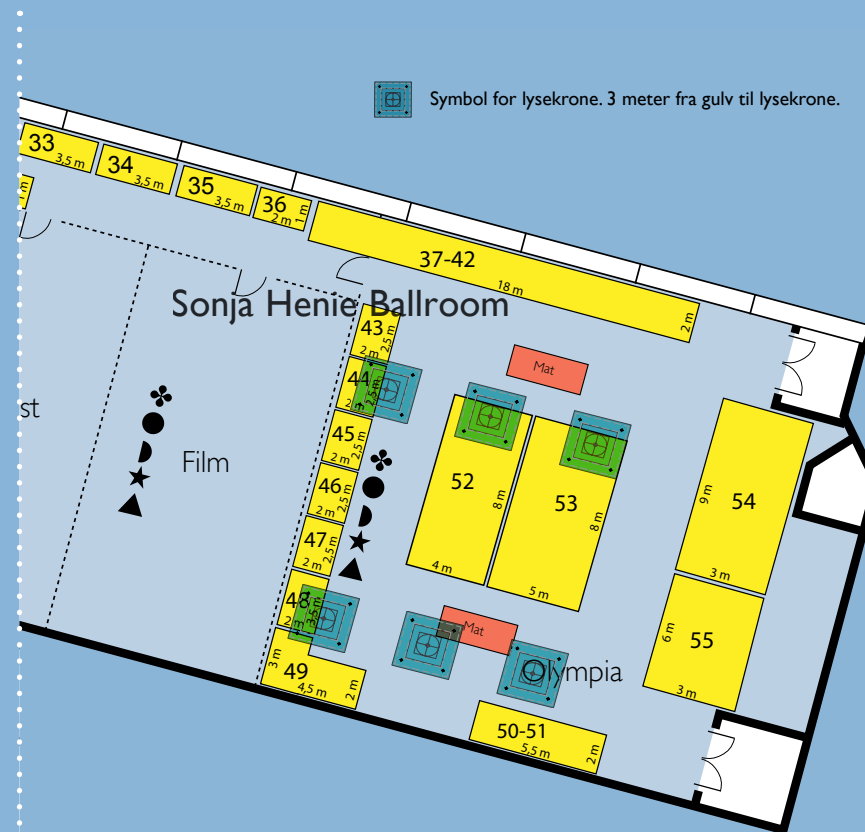 Symbol for lysekrone. 3 meter fra gulv til lysekrone.
33
3,5 m
34
3,5 m
35
3,5 m
36
2 m
1 m
1 m
37-42
18 m
2 m
Sonja Henie Ballroom
43
2 m
2,5 m
Mat
44
2,5 m
45
2 m
2,5 m
46
2 m
2,5 m
47
2 m
2,5 m
48
3,5 m
49
3 m
4,5 m
2 m
st
Film
52
8 m
4 m
53
8 m
5 m
54
9 m
3 m
55
6 m
3 m
Mat
Olympia
50-51
5,5 m
2 m